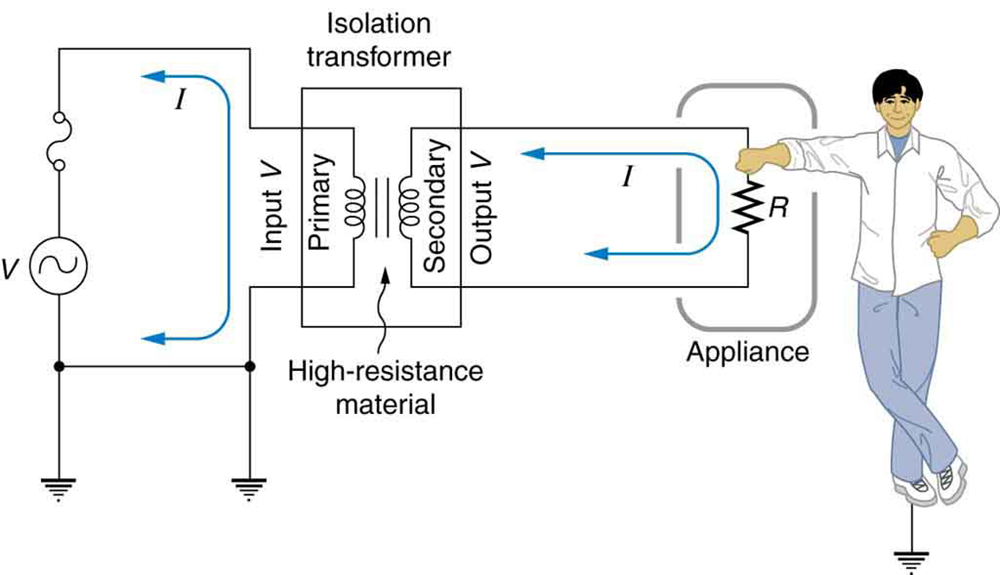 Isolation
transformer
I
Input V
Primary
Secondary
Output V
I
R
V
High-resistance
material
Appliance